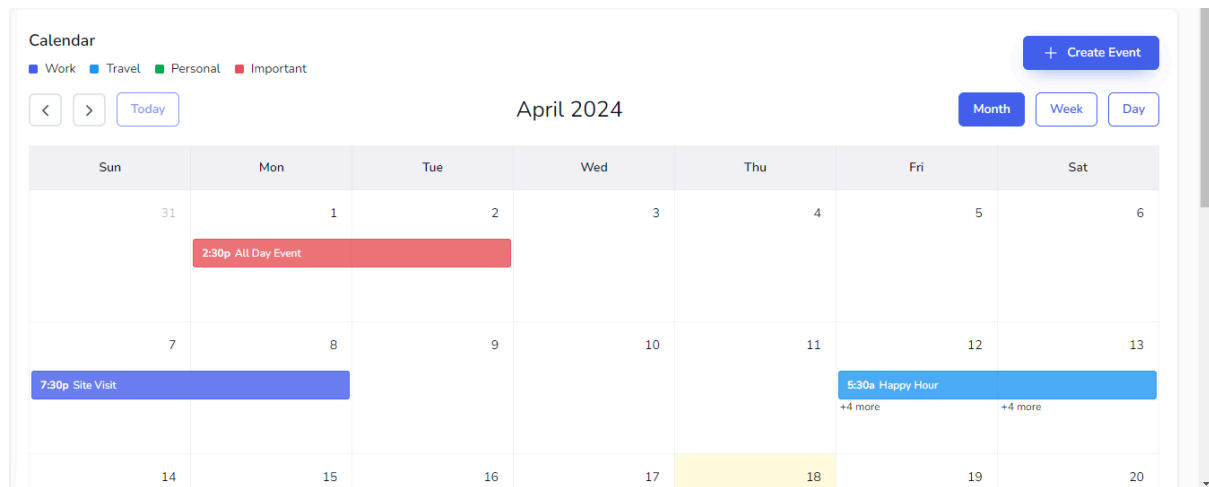 Calendar
+ Create Event
Work Travel Personal Important
< > Today
April 2024
Month Week Day
Sun Mon Tue Wed Thu Fri Sat
31 1 2 3 4 5 6
2:30p All Day Event
7 8 9 10 11 12 13
7:30p Site Visit
5:30a Happy Hour
+4 more +4 more
14 15 16 17 18 19 20